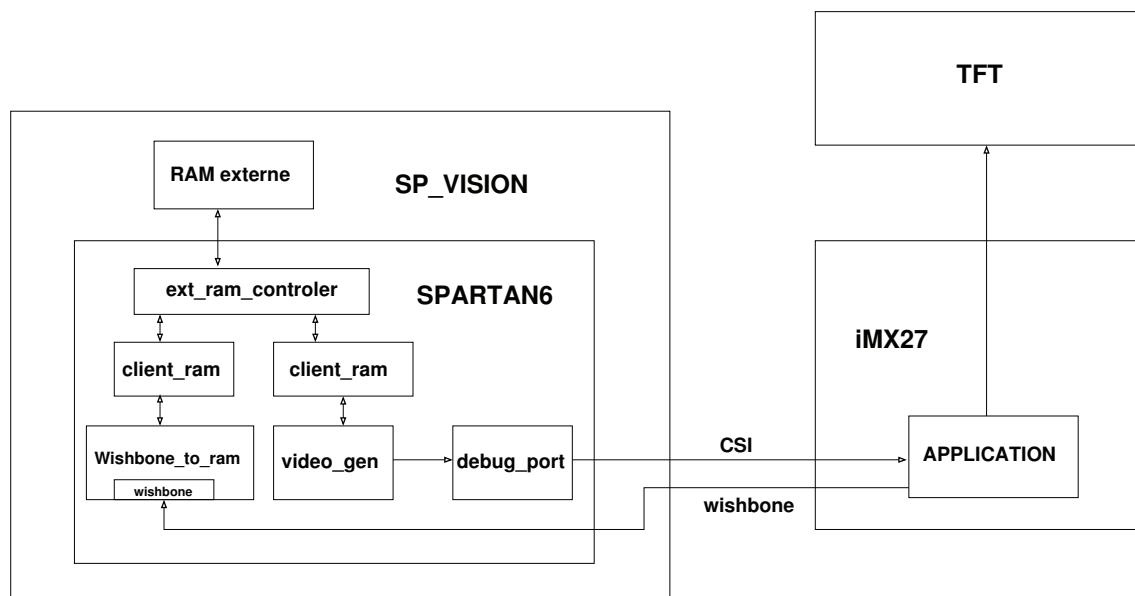 TFT
RAM externe
SP_VISION
ext_ram_controler
SPARTAN6
iMX27
client_ram
client_ram
Wishbone_to_ram
wishbone
video_gen
debug_port
CSI
wishbone
APPLICATION